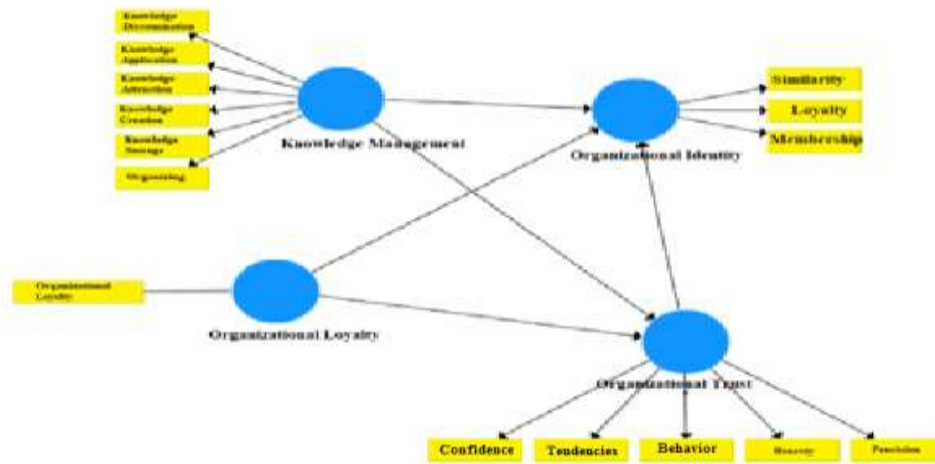 Knowledge
Dissemination
Knowledge
Application
Knowledge
Attraction
Knowledge
Creation
Knowledge
Storage
Organizing
Knowledge Management
Similarity
Loyalty
Membership
Organizational Identity
Organizational
Loyalty
Organizational Loyalty
Organizational Trust
Confidence
Tendencies
Behavior
Honesty